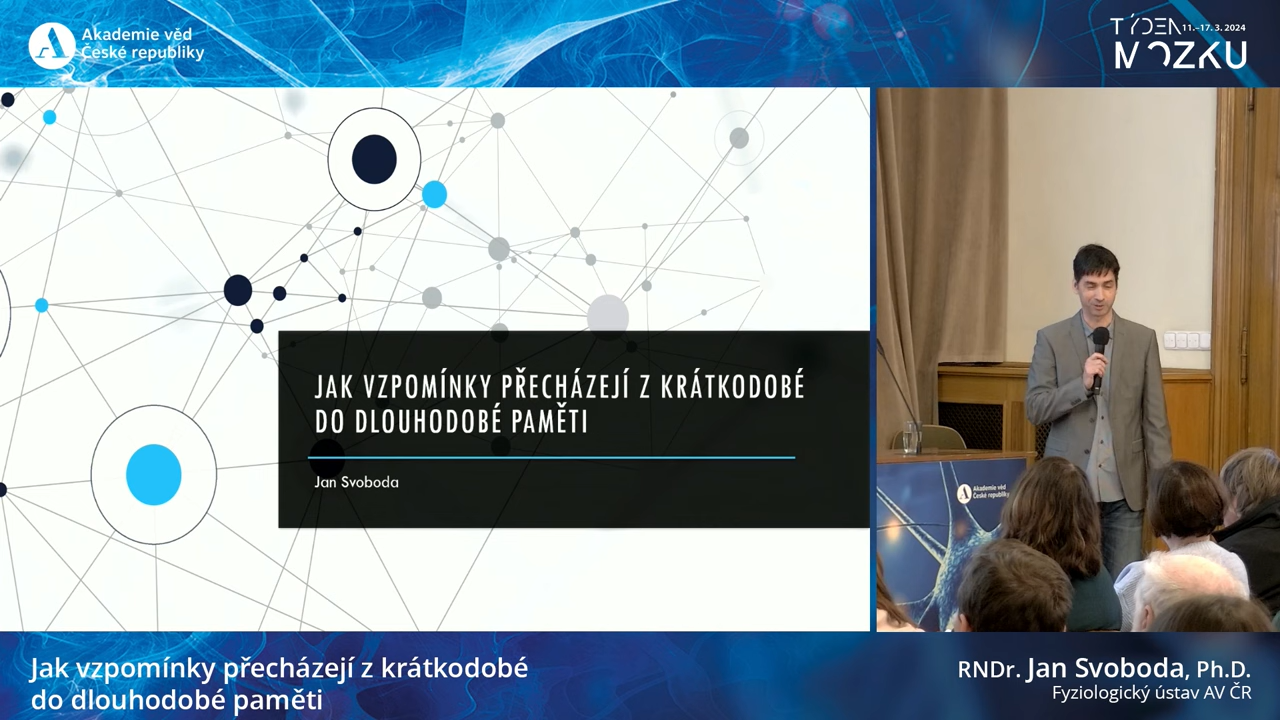 Akademie věd
České republiky
TÝDEN 11.–17. 3. 2024
MOZKU
JAK VZPOMÍNKY PŘECHÁZEJÍ Z KRÁTKODOBÉ
DO DLOUHODOBÉ PAMĚTI
Jan Svoboda
Akademie věd
České republiky
Jak vzpomínky přecházejí z krátkodobé
do dlouhodobé paměti
RNDr. Jan Svoboda, Ph.D.
Fyziologický ústav AV ČR